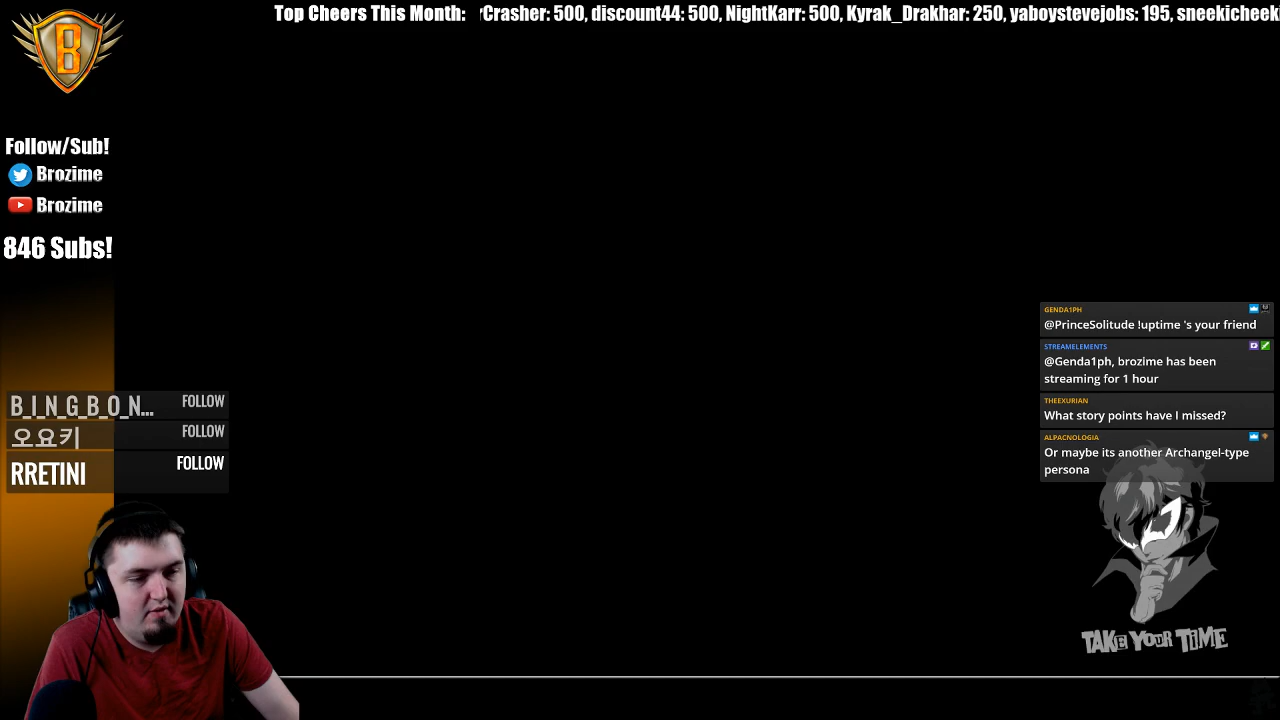 Top Cheers This Month: rCrasher: 500, discount44: 500, NightKarr: 500, Kyrak_Drakhar: 250, yaboystevejobs: 195, sneekicheeki
B
Follow/Sub!
Brozime
Brozime
846 Subs!
B_I_N_G_B_O_N... FOLLOW
오요키 FOLLOW
RRETINI FOLLOW
GENDA1PH
@PrinceSolitude !uptime 's your friend
STREAMELEMENTS
@Genda1ph, brozime has been
streaming for 1 hour
THEEXURIAN
What story points have I missed?
ALPACNOLOGIA
Or maybe its another Archangel-type
persona
TAKE YOUR TIME